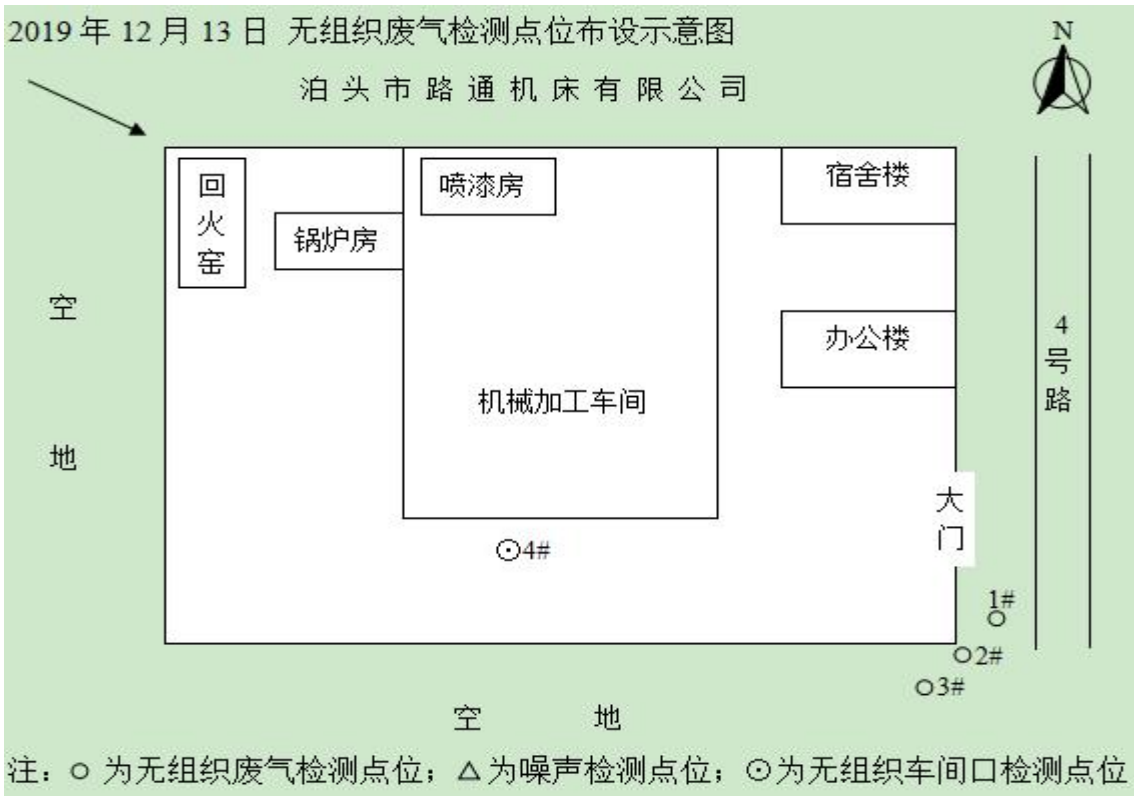 2019 年 12 月 13 日 无组织废气检测点位布设示意图
N
泊头市路通机床有限公司
回火窑
喷漆房
宿舍楼
锅炉房
空地
办公楼
4号路
机械加工车间
大门
4#
1#
2#
3#
空 地
注：○ 为无组织废气检测点位；△为噪声检测点位；⊙为无组织车间口检测点位